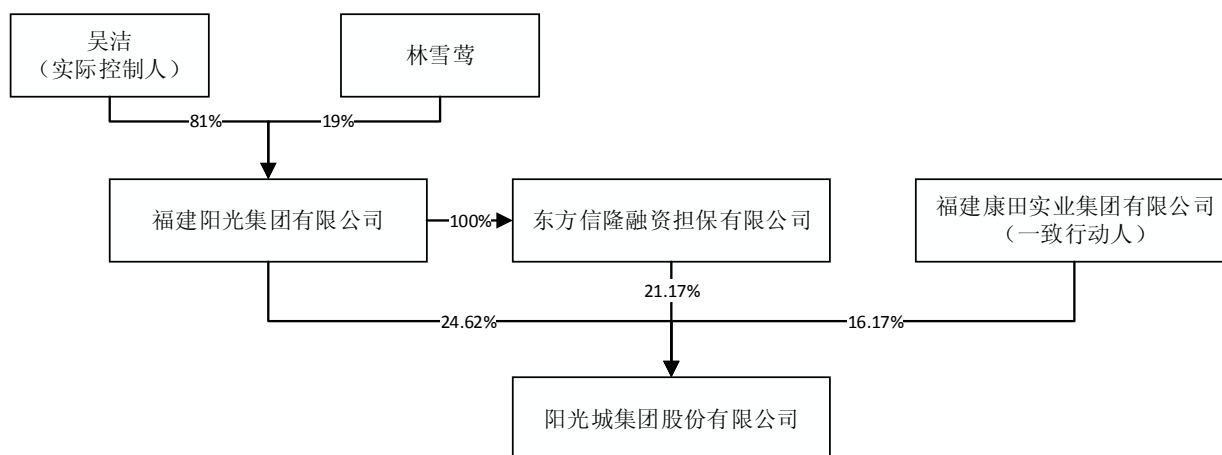 吴洁
（实际控制人）
林雪莺
81%
19%
福建阳光集团有限公司
100%
东方信隆融资担保有限公司
福建康田实业集团有限公司
（一致行动人）
21.17%
24.62%
16.17%
阳光城集团股份有限公司